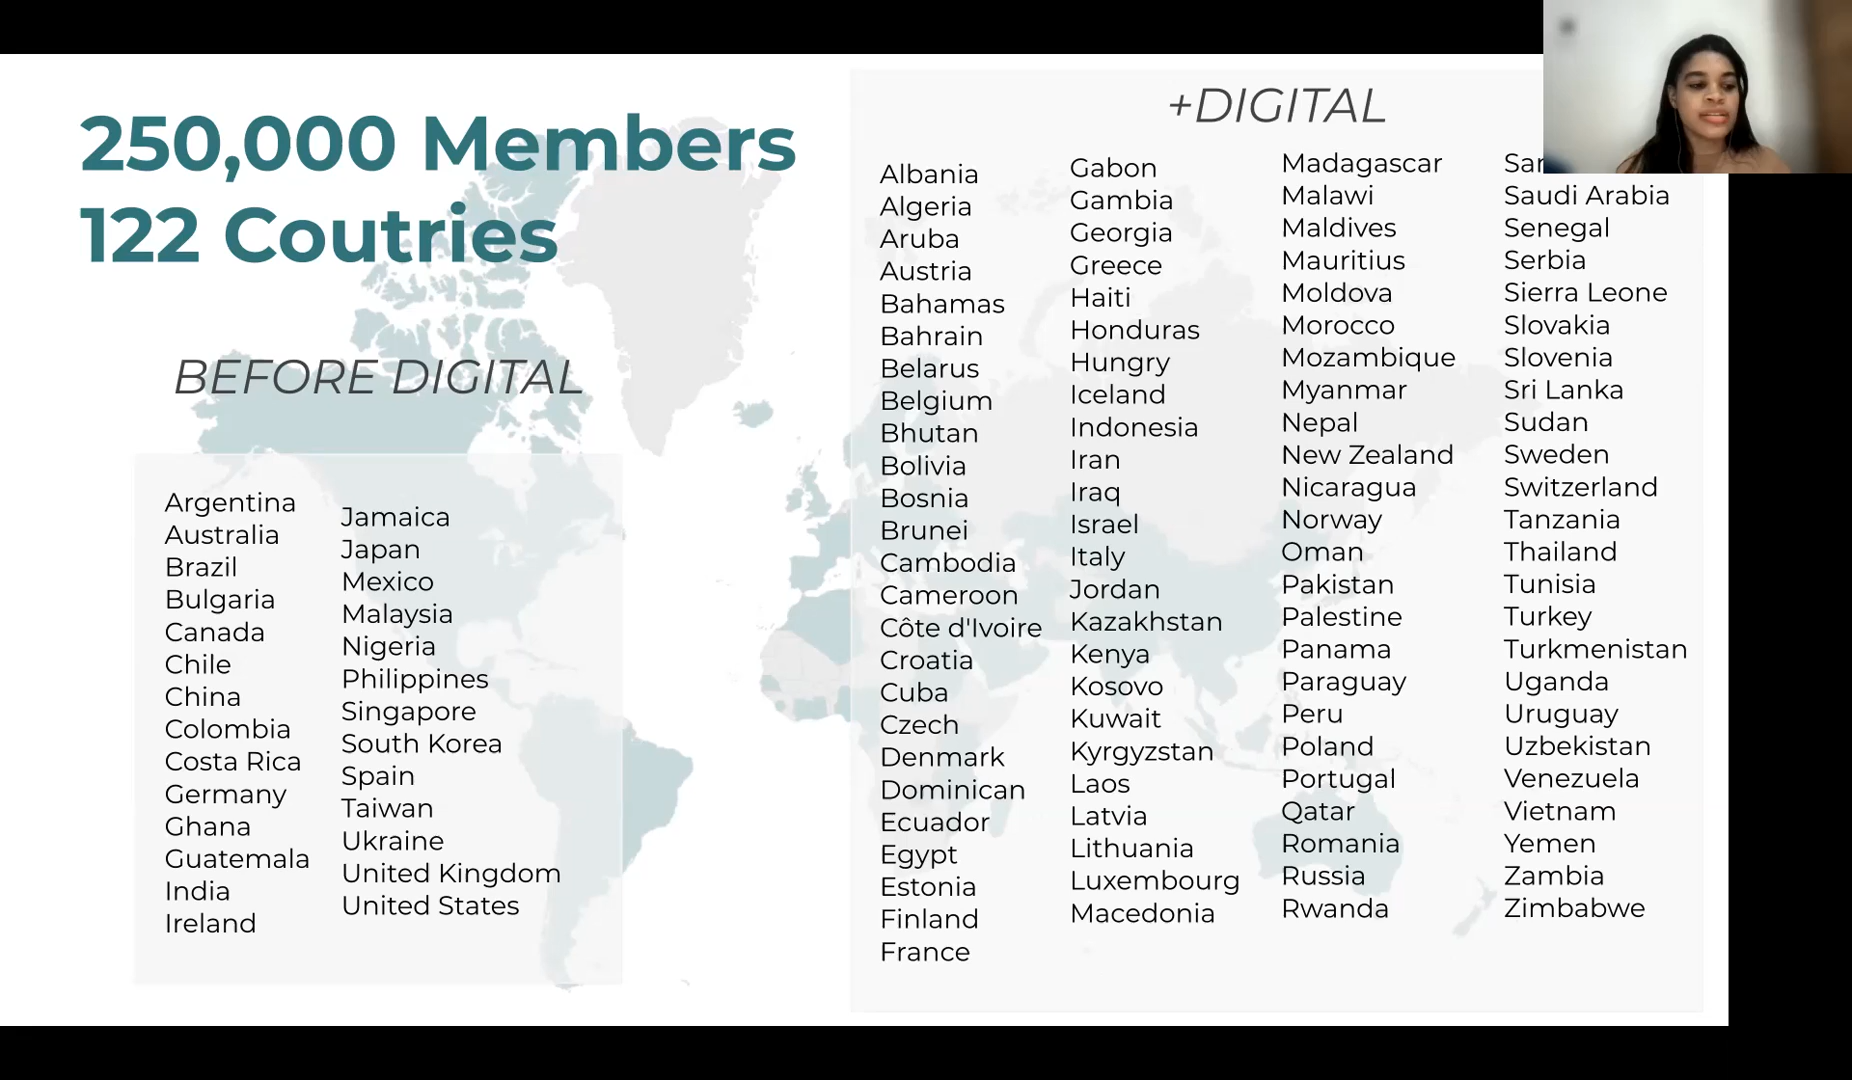 250,000 Members
122 Coutries
BEFORE DIGITAL
Argentina
Australia
Brazil
Bulgaria
Canada
Chile
China
Colombia
Costa Rica
Germany
Ghana
Guatemala
India
Ireland
Jamaica
Japan
Mexico
Malaysia
Nigeria
Philippines
Singapore
South Korea
Spain
Taiwan
Ukraine
United Kingdom
United States
+DIGITAL
Albania
Algeria
Aruba
Austria
Bahamas
Bahrain
Belarus
Belgium
Bhutan
Bolivia
Bosnia
Brunei
Cambodia
Cameroon
Côte d'Ivoire
Croatia
Cuba
Czech
Denmark
Dominican
Ecuador
Egypt
Estonia
Finland
France
Gabon
Gambia
Georgia
Greece
Haiti
Honduras
Hungry
Iceland
Indonesia
Iran
Iraq
Israel
Italy
Jordan
Kazakhstan
Kenya
Kosovo
Kuwait
Kyrgyzstan
Laos
Latvia
Lithuania
Luxembourg
Macedonia
Madagascar
Malawi
Maldives
Mauritius
Moldova
Morocco
Mozambique
Myanmar
Nepal
New Zealand
Nicaragua
Norway
Oman
Pakistan
Palestine
Panama
Paraguay
Peru
Poland
Portugal
Qatar
Romania
Russia
Rwanda
Saudi Arabia
Senegal
Serbia
Sierra Leone
Slovakia
Slovenia
Sri Lanka
Sudan
Sweden
Switzerland
Tanzania
Thailand
Tunisia
Turkey
Turkmenistan
Uganda
Uruguay
Uzbekistan
Venezuela
Vietnam
Yemen
Zambia
Zimbabwe